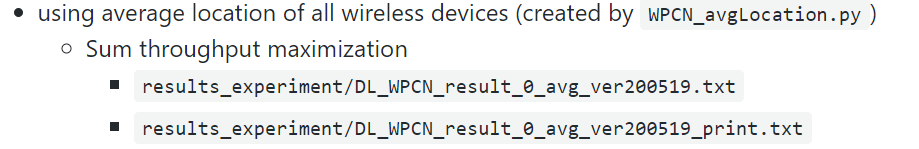 using average location of all wireless devices (created by WPCN_avgLocation.py )
Sum throughput maximization
results_experiment/DL_WPCN_result_0_avg_ver200519.txt
results_experiment/DL_WPCN_result_0_avg_ver200519_print.txt